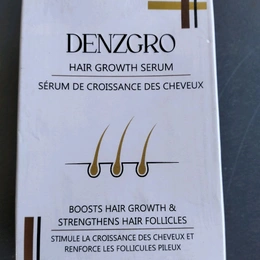 DENZGRO
HAIR GROWTH SERUM
SÉRUM DE CROISSANCE DES CHEVEUX
BOOSTS HAIR GROWTH &
STRENGTHENS HAIR FOLLICLES
STIMULE LA CROISSANCE DES CHEVEUX ET
RENFORCE LES FOLLICULES PILEUX